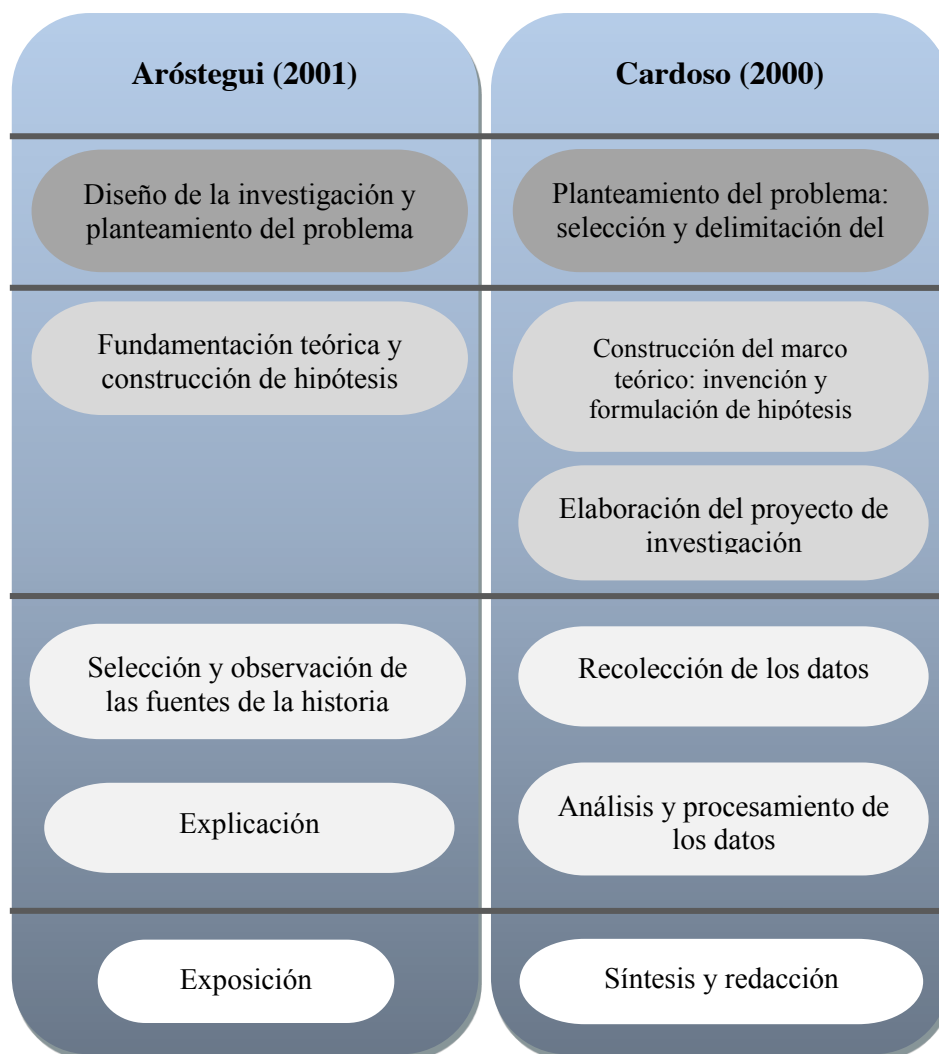 Aróstegui (2001)
Cardoso (2000)
Diseño de la investigación y
planteamiento del problema
Planteamiento del problema:
selección y delimitación del
Fundamentación teórica y
construcción de hipótesis
Construcción del marco
teórico: invención y
formulación de hipótesis
Elaboración del proyecto de
investigación
Selección y observación de
las fuentes de la historia
Recolección de los datos
Explicación
Análisis y procesamiento de
los datos
Exposición
Síntesis y redacción